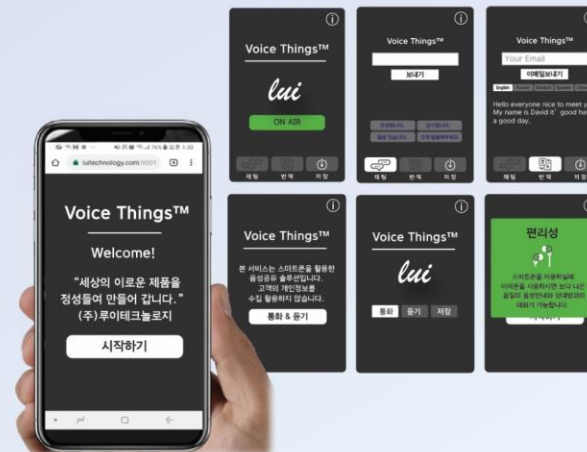 luitechnology.com:9001
Voice Things™
Welcome!
“세상의 이로운 제품을
정성들여 만들어 갑니다.”
(주)루이테크놀로지
시작하기
Voice Things™
lui
ON AIR
채팅 번역 저장
Voice Things™
보내기
채팅 번역 저장
Voice Things™
Your Email
이메일보내기
English
Hello everyone nice to meet
My name is David it' good
a good day,
채팅 번역 저장
Voice Things™
본 서비스는 스마트폰을 활용한
음성공유 솔루션입니다.
고객의 개인정보를
수집 활용하지 않습니다.
통화 & 듣기
Voice Things™
lui
통화 듣기 저장
편리성
스마트폰을 이용하실때
이어폰을 사용하시면 보다 나은
음질의 음성안내와 상대방과의
대화가 가능합니다.